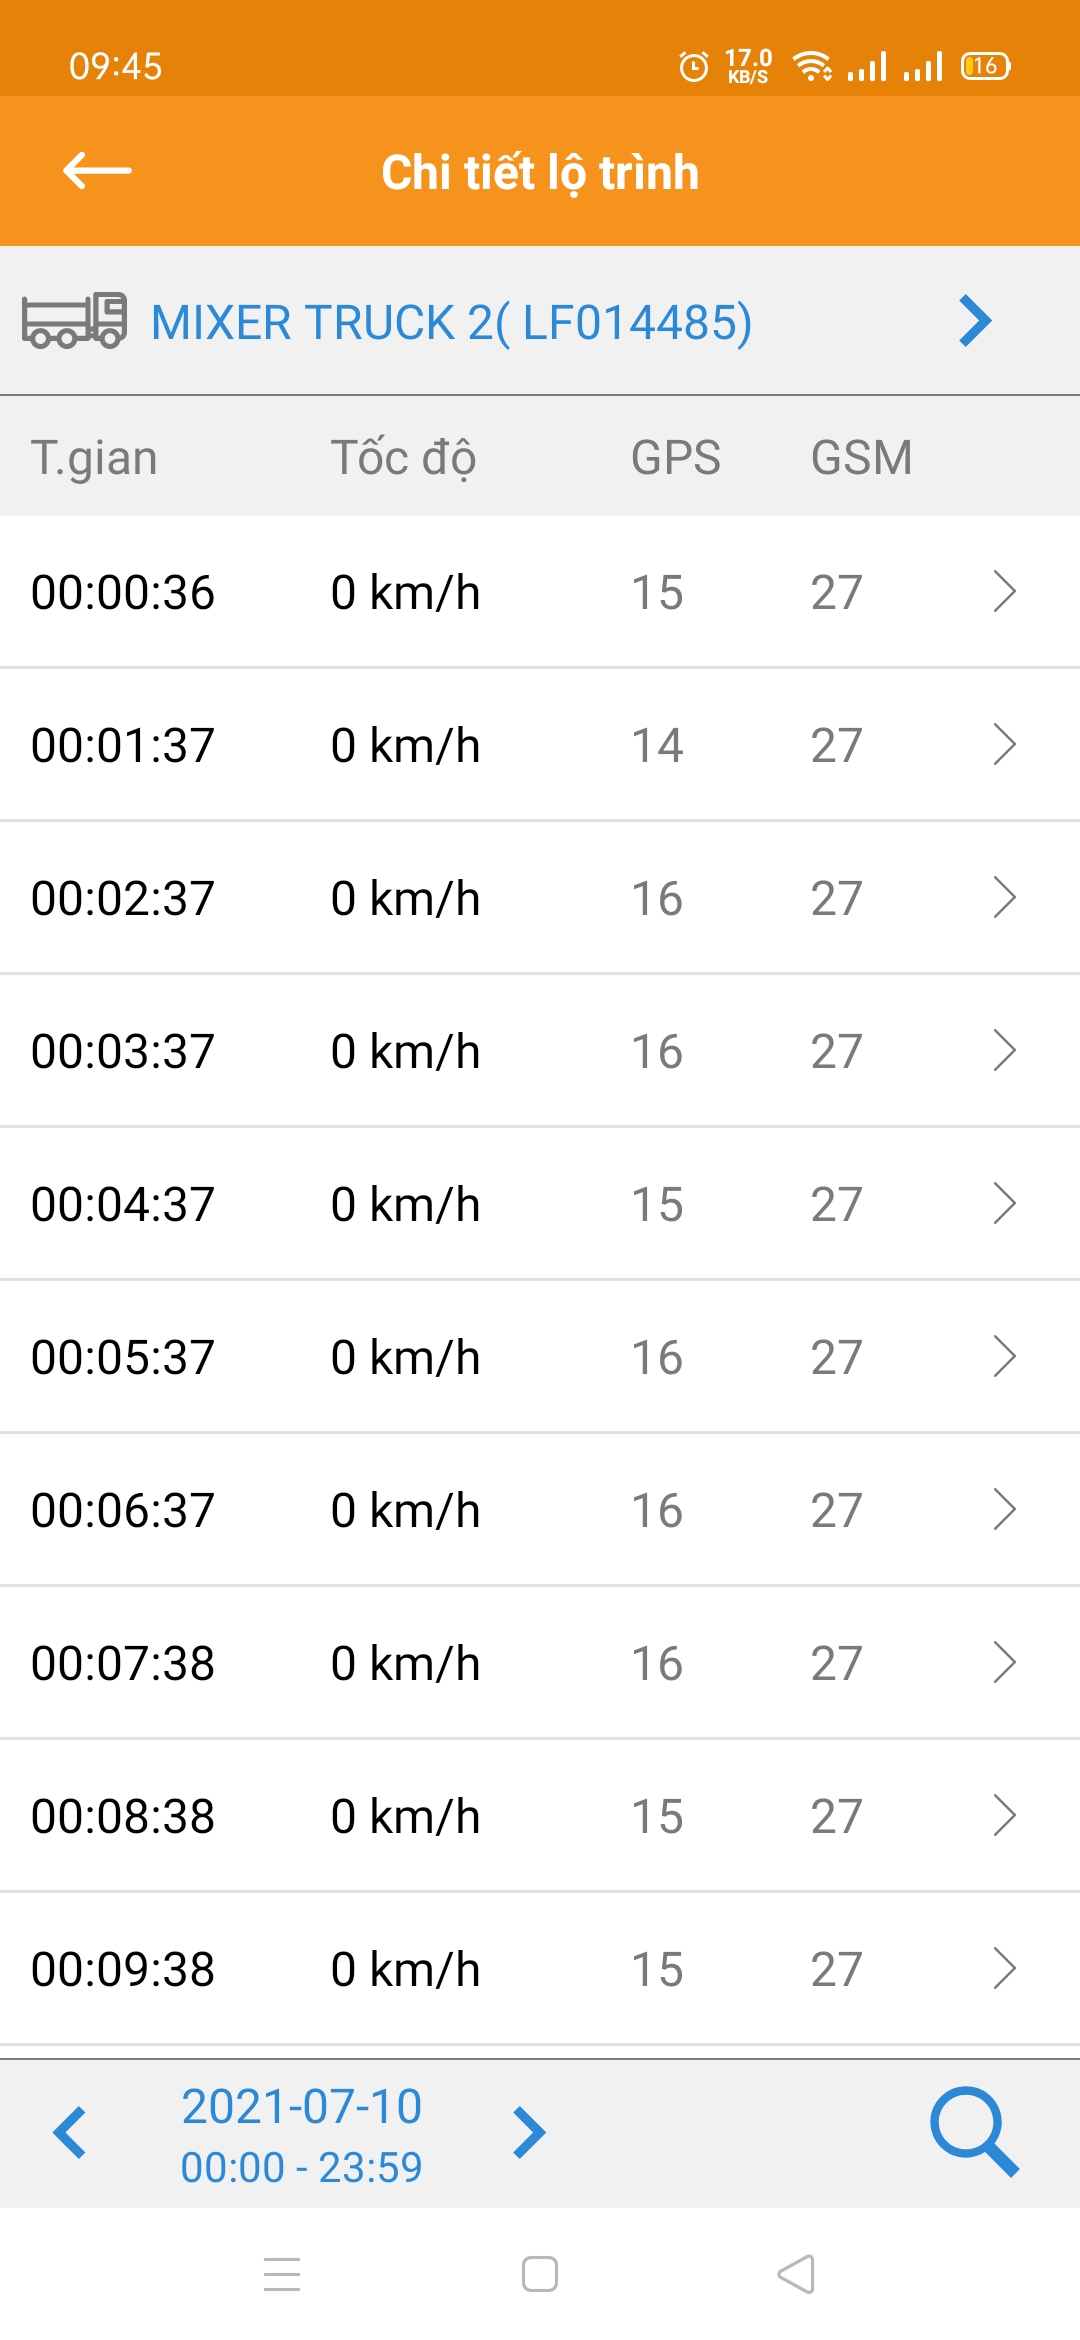 09:45 17.0 KB/S 16
Chi tiết lộ trình
MIXER TRUCK 2( LF014485)
T.gian Tốc độ GPS GSM
00:00:36 0 km/h 15 27
00:01:37 0 km/h 14 27
00:02:37 0 km/h 16 27
00:03:37 0 km/h 16 27
00:04:37 0 km/h 15 27
00:05:37 0 km/h 16 27
00:06:37 0 km/h 16 27
00:07:38 0 km/h 16 27
00:08:38 0 km/h 15 27
00:09:38 0 km/h 15 27
2021-07-10
00:00 - 23:59